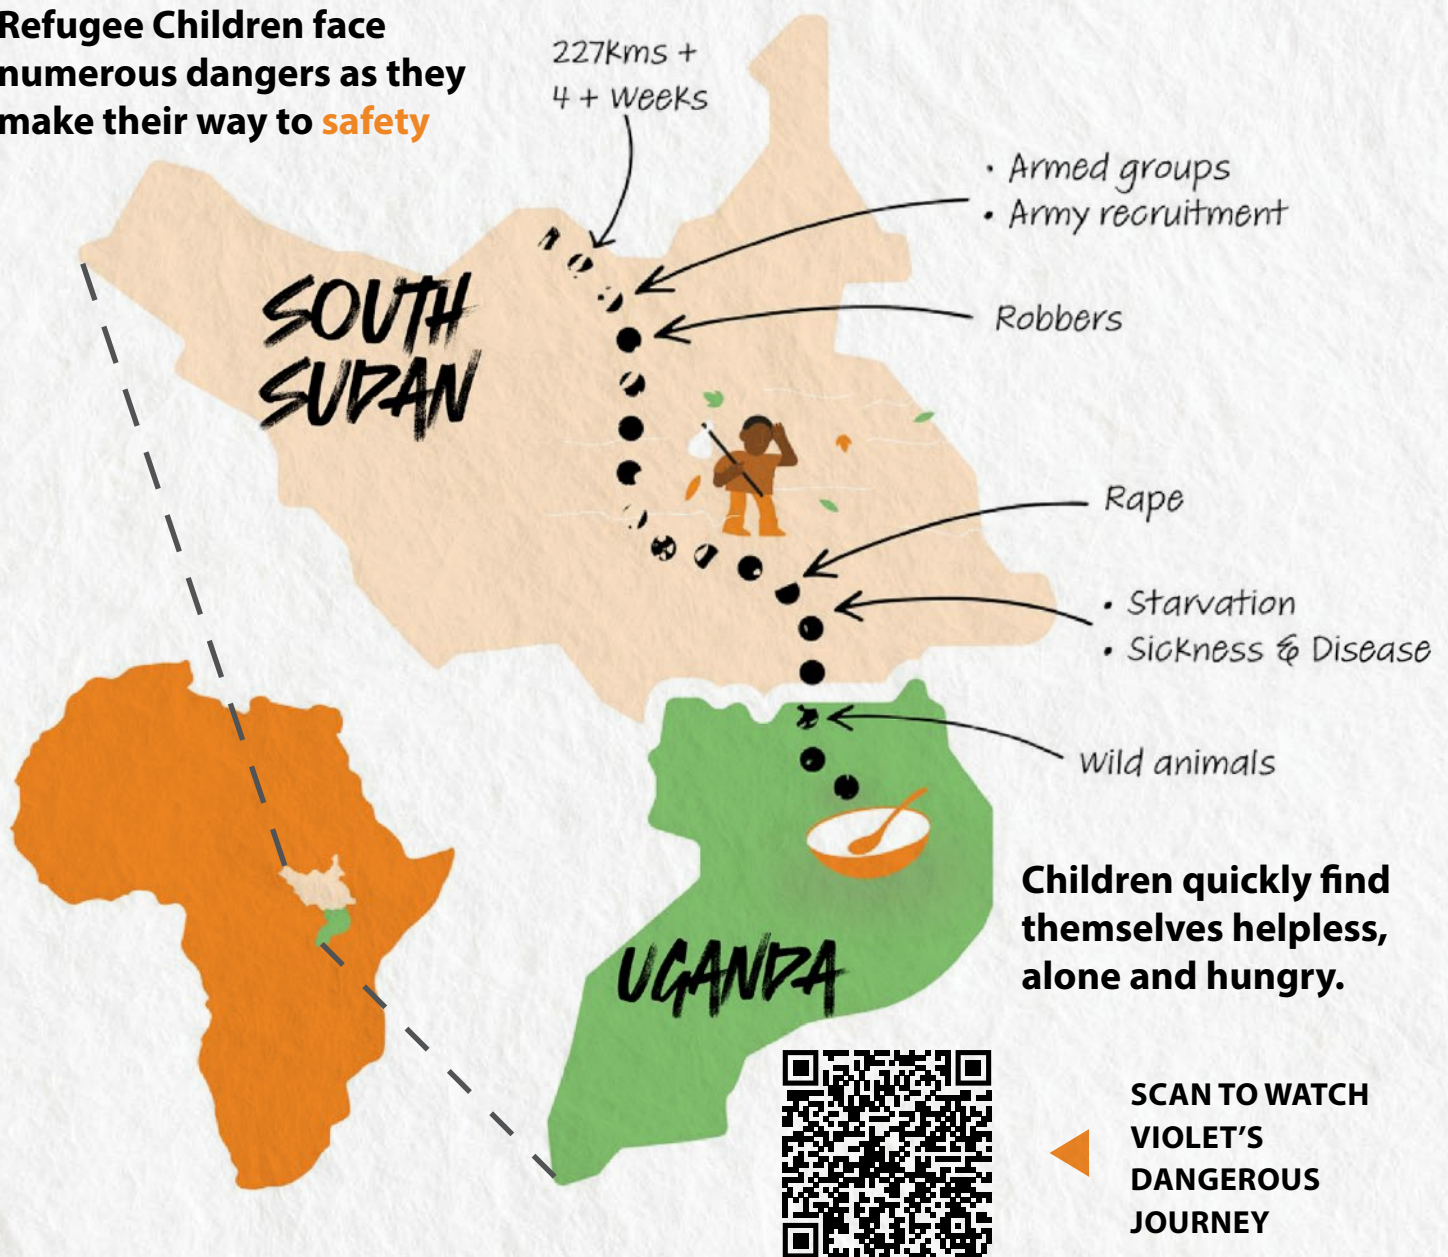 Refugee Children face
numerous dangers as they
make their way to safety
227Kms +
4 + weeks
• Armed groups
• Army recruitment
Robbers
SOUTH
SUDAN
Rape
• Starvation
• Sickness & Disease
Wild animals
Children quickly find
themselves helpless,
alone and hungry.
UGANDA
SCAN TO WATCH
VIOLET'S
DANGEROUS
JOURNEY